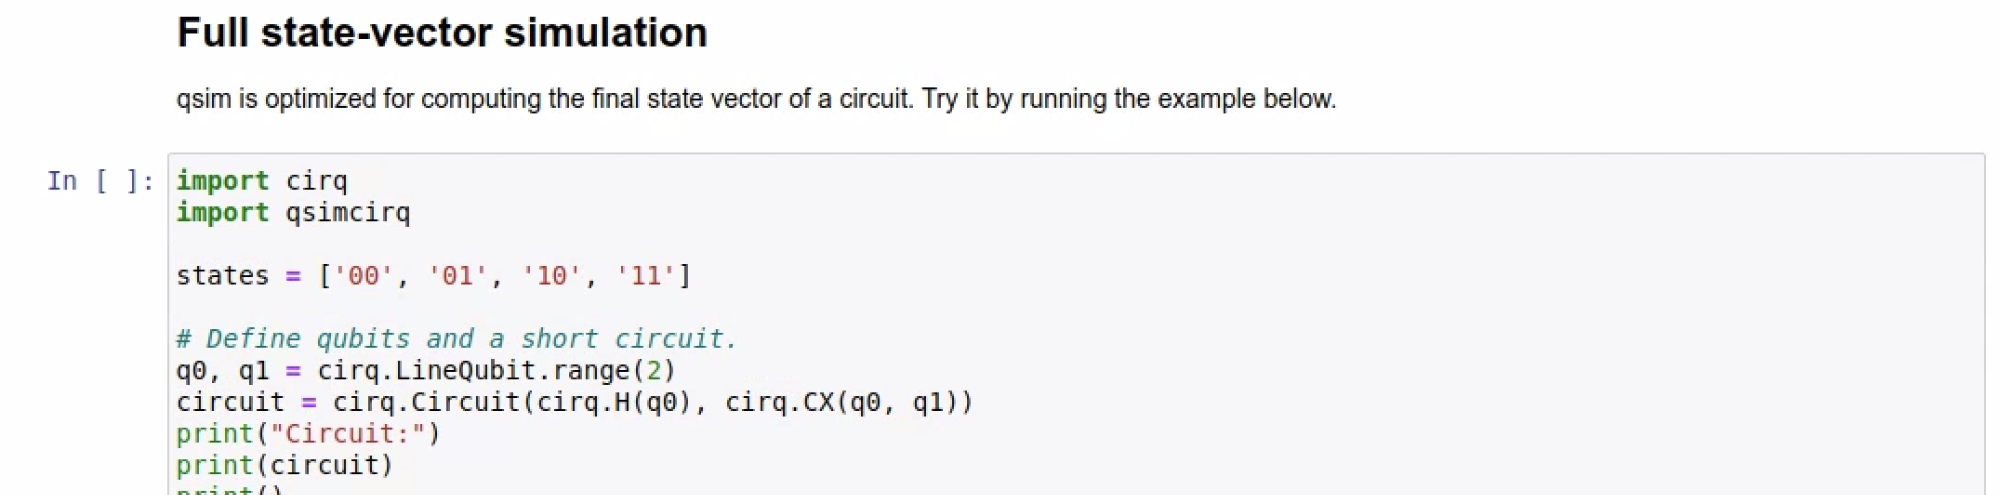 Full state-vector simulation
qsim is optimized for computing the final state vector of a circuit. Try it by running the example below.
In [ ]:
import cirq
import qsimcirq
states = ['00', '01', '10', '11']
# Define qubits and a short circuit.
q0, q1 = cirq.LineQubit.range(2)
circuit = cirq.Circuit(cirq.H(q0), cirq.CX(q0, q1))
print("Circuit:")
print(circuit)
print()